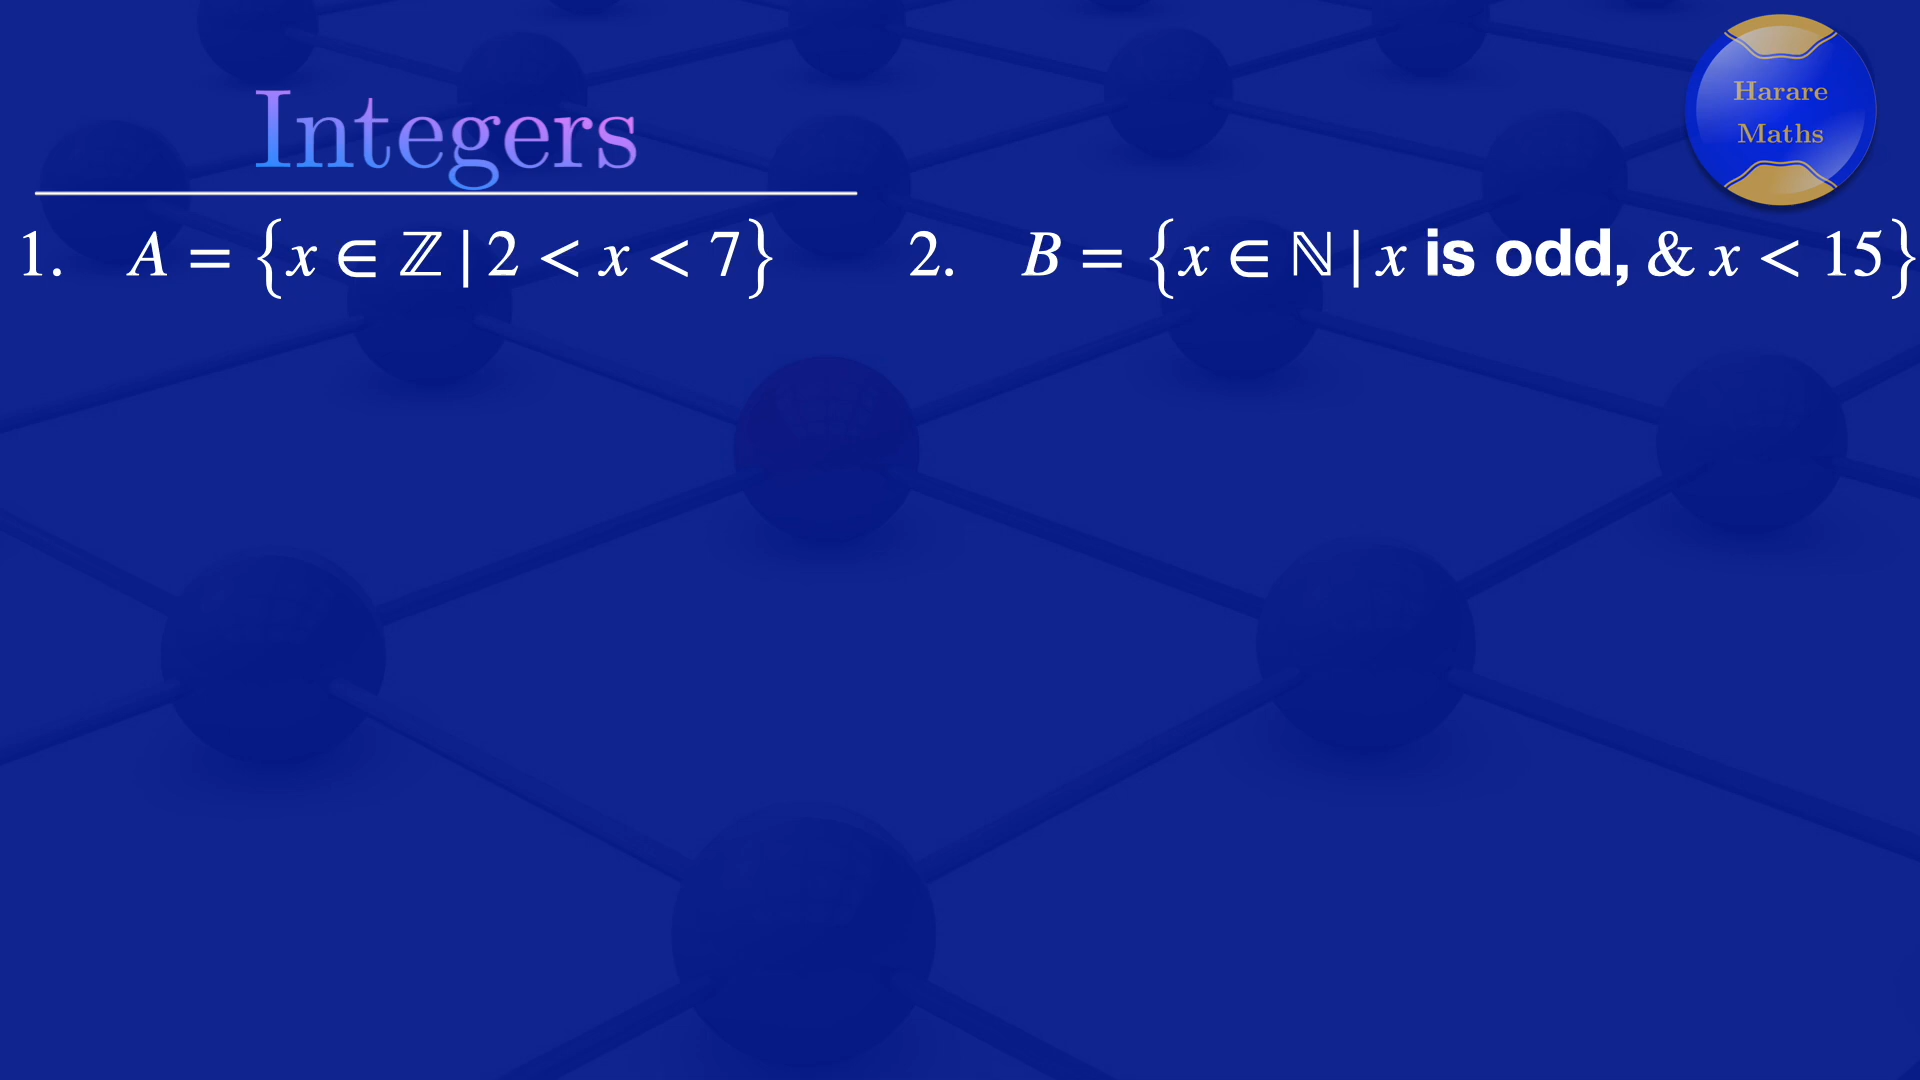 Integers
Harare
Maths
1. A = {x ∈ ℤ | 2 < x < 7}
2. B = {x ∈ ℕ | x is odd, & x < 15}